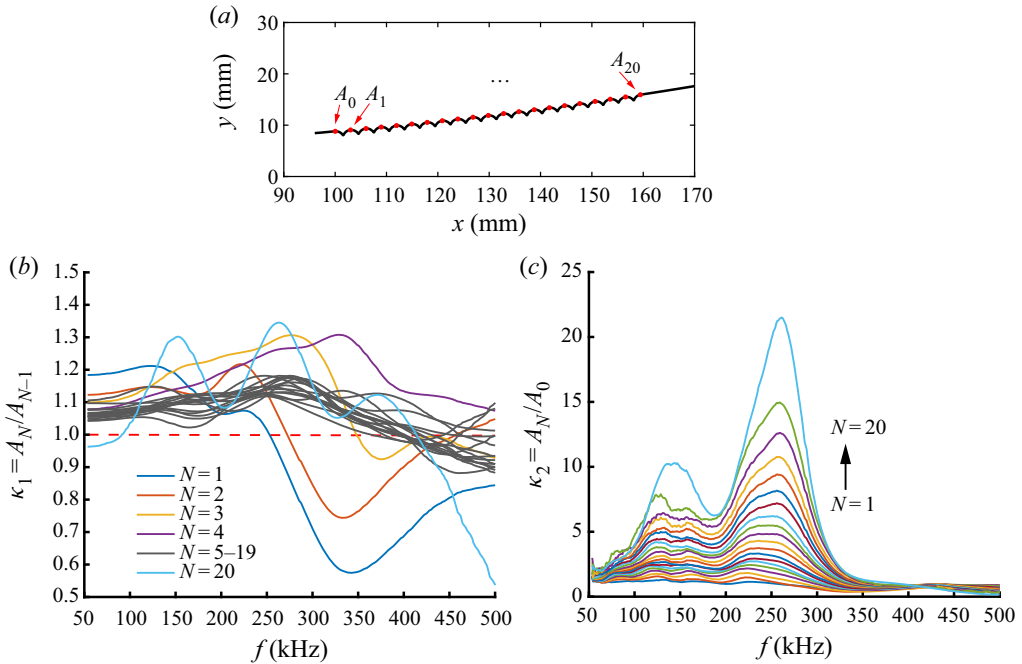 (a)
30
20
10
0
y (mm)
A0
A1
...
A20
90 100 110 120 130 140 150 160 170
x (mm)
(b)
1.5
1.4
1.3
1.2
1.1
1.0
0.9
0.8
0.7
0.6
0.5
κ1 = AN/AN−1
N = 1
N = 2
N = 3
N = 4
N = 5–19
N = 20
50 100 150 200 250 300 350 400 450 500
f (kHz)
(c)
25
20
15
10
5
0
κ2 = AN/A0
N = 20
N = 1
50 100 150 200 250 300 350 400 450 500
f (kHz)